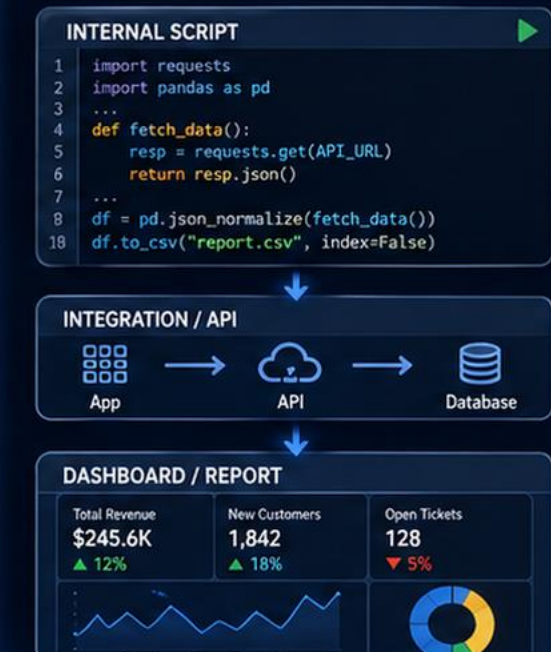 INTERNAL SCRIPT
1 import requests
2 import pandas as pd
3 ...
4 def fetch_data():
5 resp = requests.get(API_URL)
6 return resp.json()
7 ...
8 df = pd.json_normalize(fetch_data())
18 df.to_csv("report.csv", index=False)
INTEGRATION / API
App API Database
DASHBOARD / REPORT
Total Revenue New Customers Open Tickets
$245.6K 1,842 128
▲ 12% ▲ 18% ▼ 5%